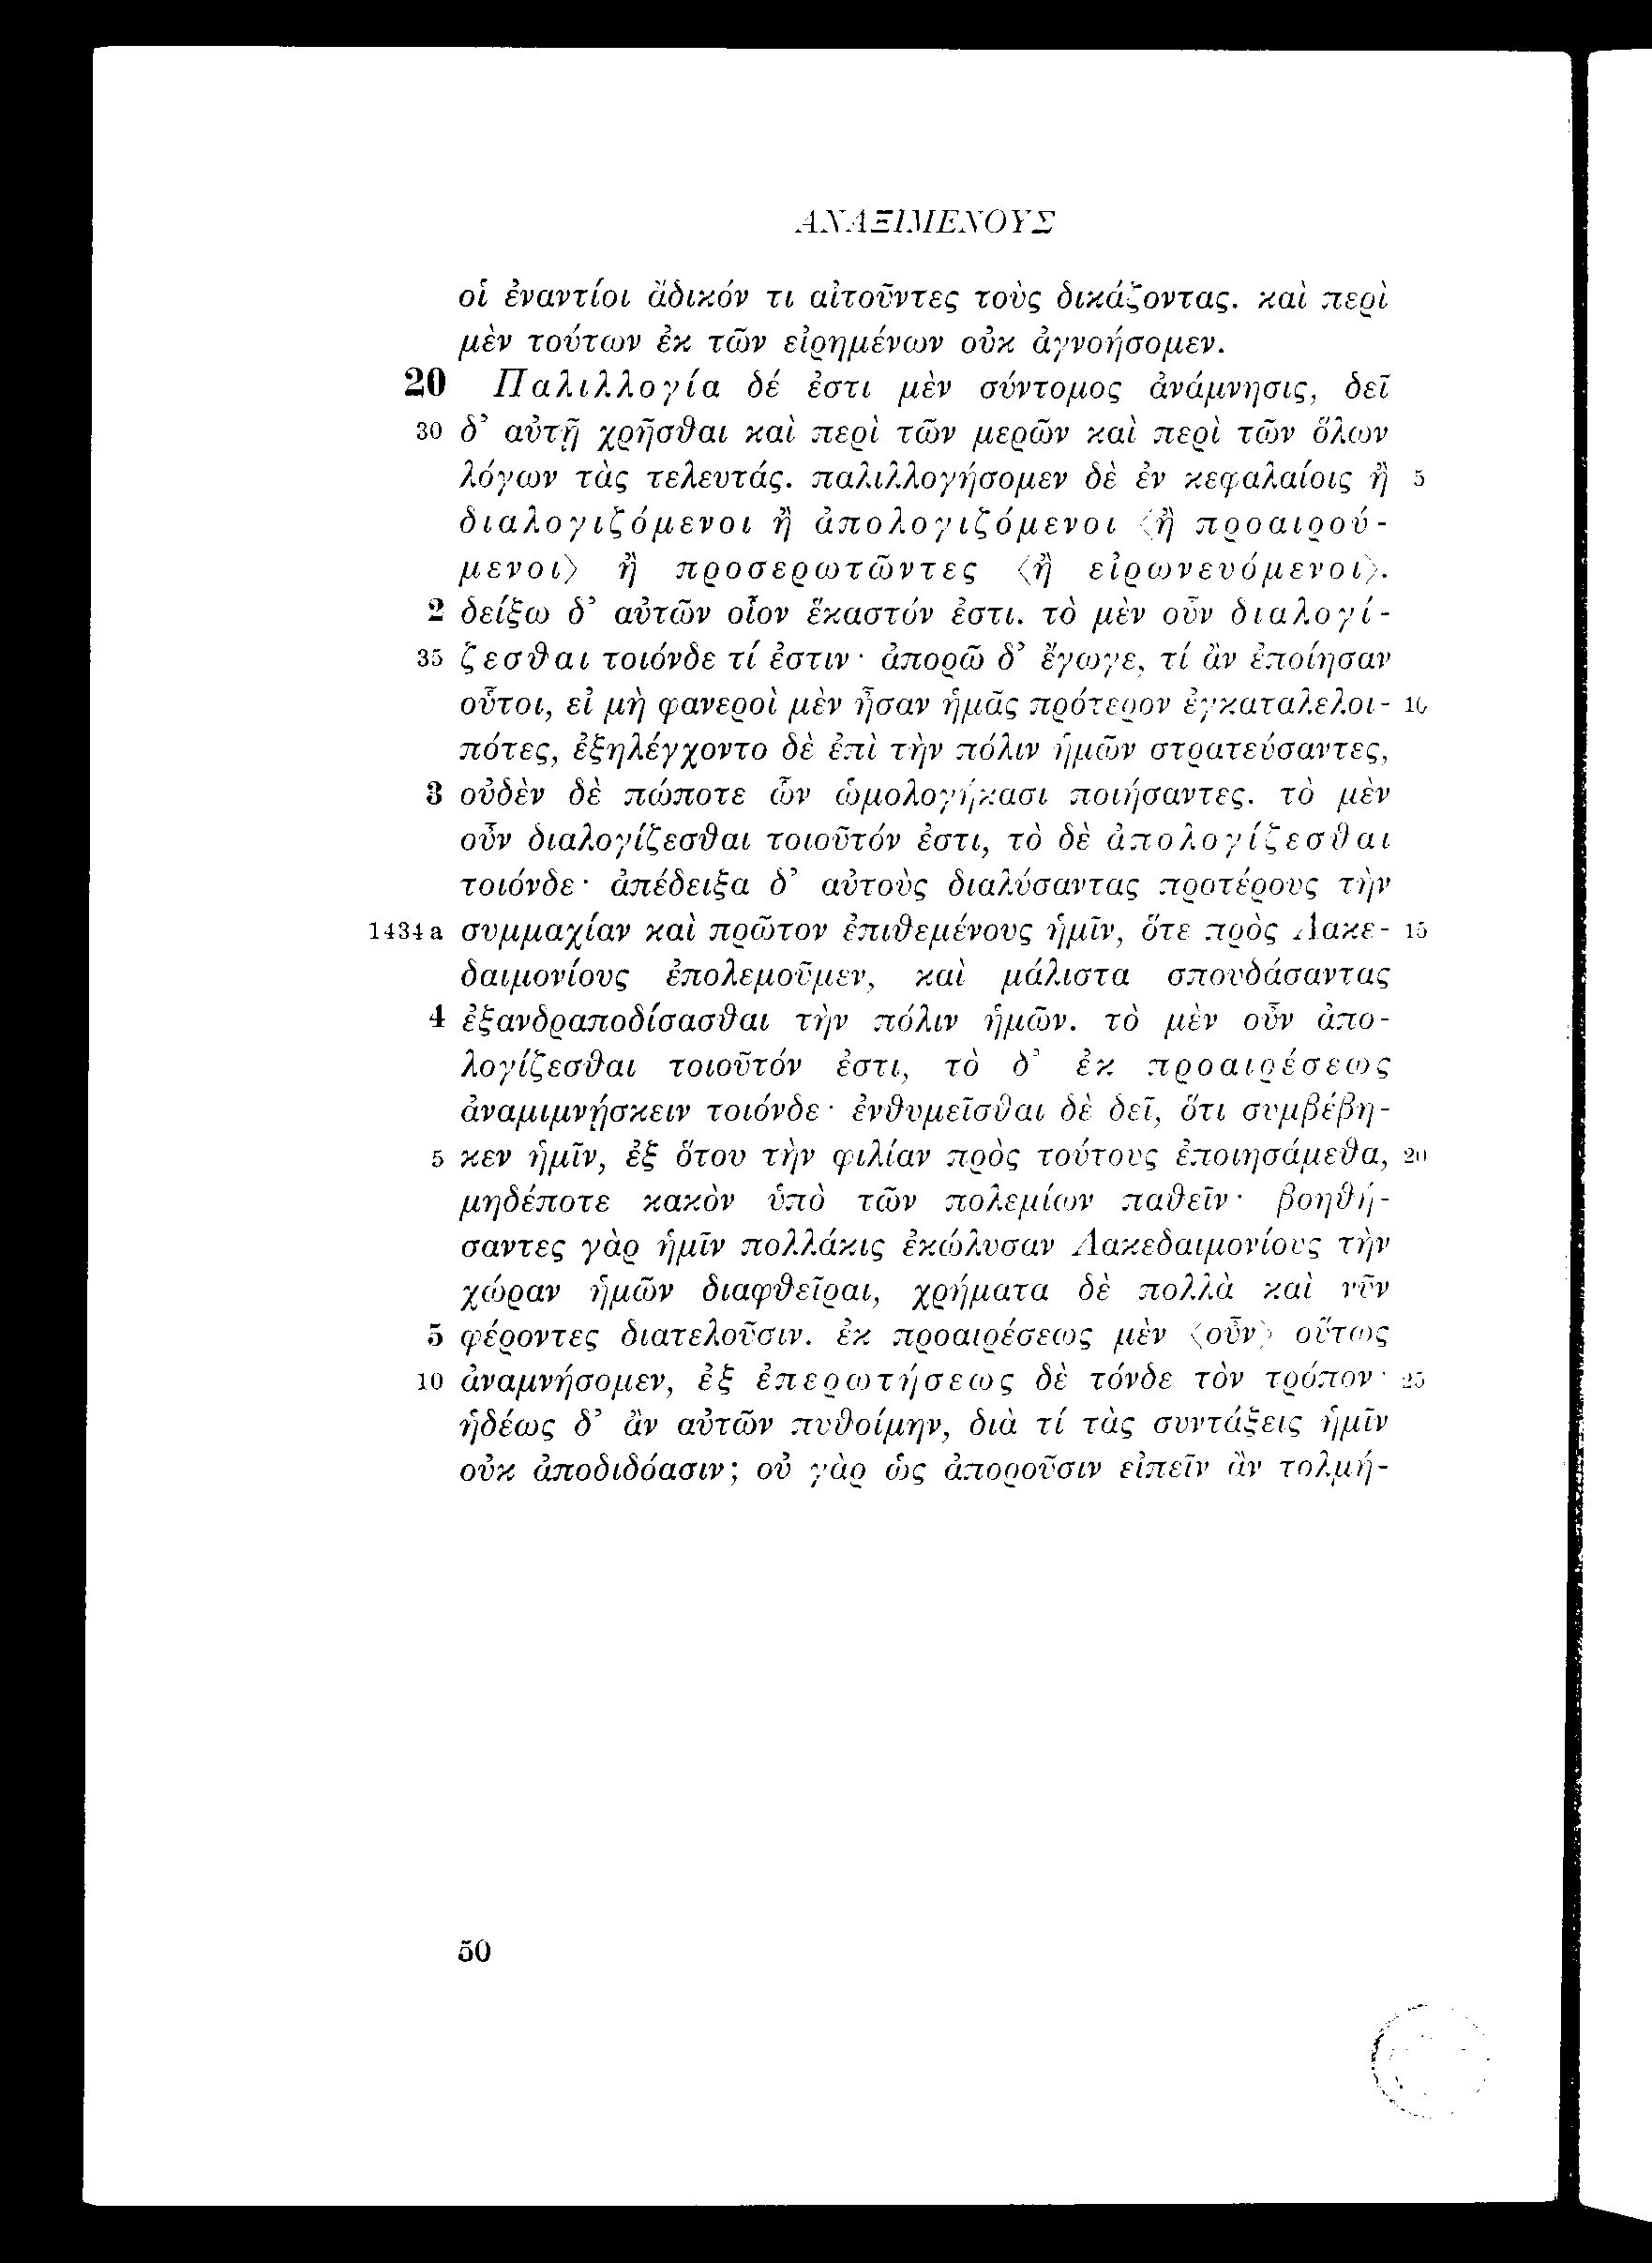 ΑΝΑΞΙΜΕΝΟΥΣ
οἱ ἐναντίοι ἄδικόν τι αἰτοῦντες τοὺς δικάζοντας. καὶ περὶ
μὲν τούτων ἐκ τῶν εἰρημένων οὐκ ἀγνοήσομεν.
20 Παλιλλογία δέ ἐστι μὲν σύντομος ἀνάμνησις, δεῖ
30 δ’ αὐτῇ χρῆσθαι καὶ περὶ τῶν μερῶν καὶ περὶ τῶν ὅλων
λόγων τὰς τελευτάς. παλιλλογήσομεν δὲ ἐν κεφαλαίοις ἢ 5
διαλογιζόμενοι ἢ ἀπολογιζόμενοι ⟨ἢ προαιρού-
μενοι⟩ ἢ προσερωτῶντες ⟨ἢ εἰρωνευόμενοι⟩.
2 δείξω δ’ αὐτῶν οἷον ἕκαστόν ἐστι. τὸ μὲν οὖν διαλογί-
35 ζεσθαι τοιόνδε τί ἐστιν· ἀπορῶ δ’ ἔγωγε, τί ἂν ἐποίησαν
οὗτοι, εἰ μὴ φανεροὶ μὲν ἦσαν ἡμᾶς πρότερον ἐγκαταλελοι- 10
πότες, ἐξηλέγχοντο δὲ ἐπὶ τὴν πόλιν ἡμῶν στρατεύσαντες,
3 οὐδὲν δὲ πώποτε ὧν ὡμολογήκασι ποιήσαντες. τὸ μὲν
οὖν διαλογίζεσθαι τοιοῦτόν ἐστι, τὸ δὲ ἀπολογίζεσθαι
τοιόνδε· ἀπέδειξα δ’ αὐτοὺς διαλύσαντας προτέρους τὴν
1434a συμμαχίαν καὶ πρῶτον ἐπιθεμένους ἡμῖν, ὅτε πρὸς Λακε- 15
δαιμονίους ἐπολεμοῦμεν, καὶ μάλιστα σπουδάσαντας
4 ἐξανδραποδίσασθαι τὴν πόλιν ἡμῶν. τὸ μὲν οὖν ἀπο-
λογίζεσθαι τοιοῦτόν ἐστι, τὸ δ’ ἐκ προαιρέσεως
ἀναμιμνῄσκειν τοιόνδε· ἐνθυμεῖσθαι δὲ δεῖ, ὅτι συμβέβη-
5 κεν ἡμῖν, ἐξ ὅτου τὴν φιλίαν πρὸς τούτους ἐποιησάμεθα, 20
μηδέποτε κακὸν ὑπὸ τῶν πολεμίων παθεῖν· βοηθή-
σαντες γὰρ ἡμῖν πολλάκις ἐκώλυσαν Λακεδαιμονίους τὴν
χώραν ἡμῶν διαφθεῖραι, χρήματα δὲ πολλὰ καὶ νῦν
5 φέροντες διατελοῦσιν. ἐκ προαιρέσεως μὲν ⟨οὖν⟩ οὕτως
10 ἀναμνήσομεν, ἐξ ἐπερωτήσεως δὲ τόνδε τὸν τρόπον· 25
ἡδέως δ’ ἂν αὐτῶν πυθοίμην, διὰ τί τὰς συντάξεις ἡμῖν
οὐκ ἀποδιδόασιν; οὐ γὰρ ὡς ἀποροῦσιν εἰπεῖν ἂν τολμή-
50